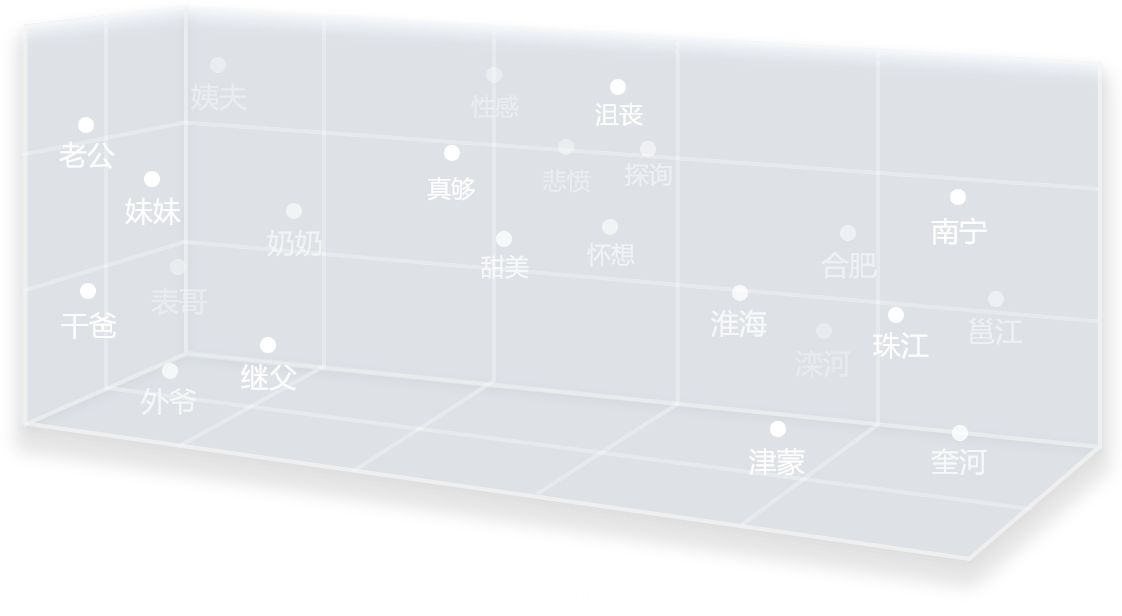 姨夫
性感
沮丧
老公
悲愤
探询
真够
妹妹
南宁
奶奶
怀想
甜美
合肥
表哥
干爸
淮海
邕江
珠江
滦河
继父
外爷
津蒙
奎河